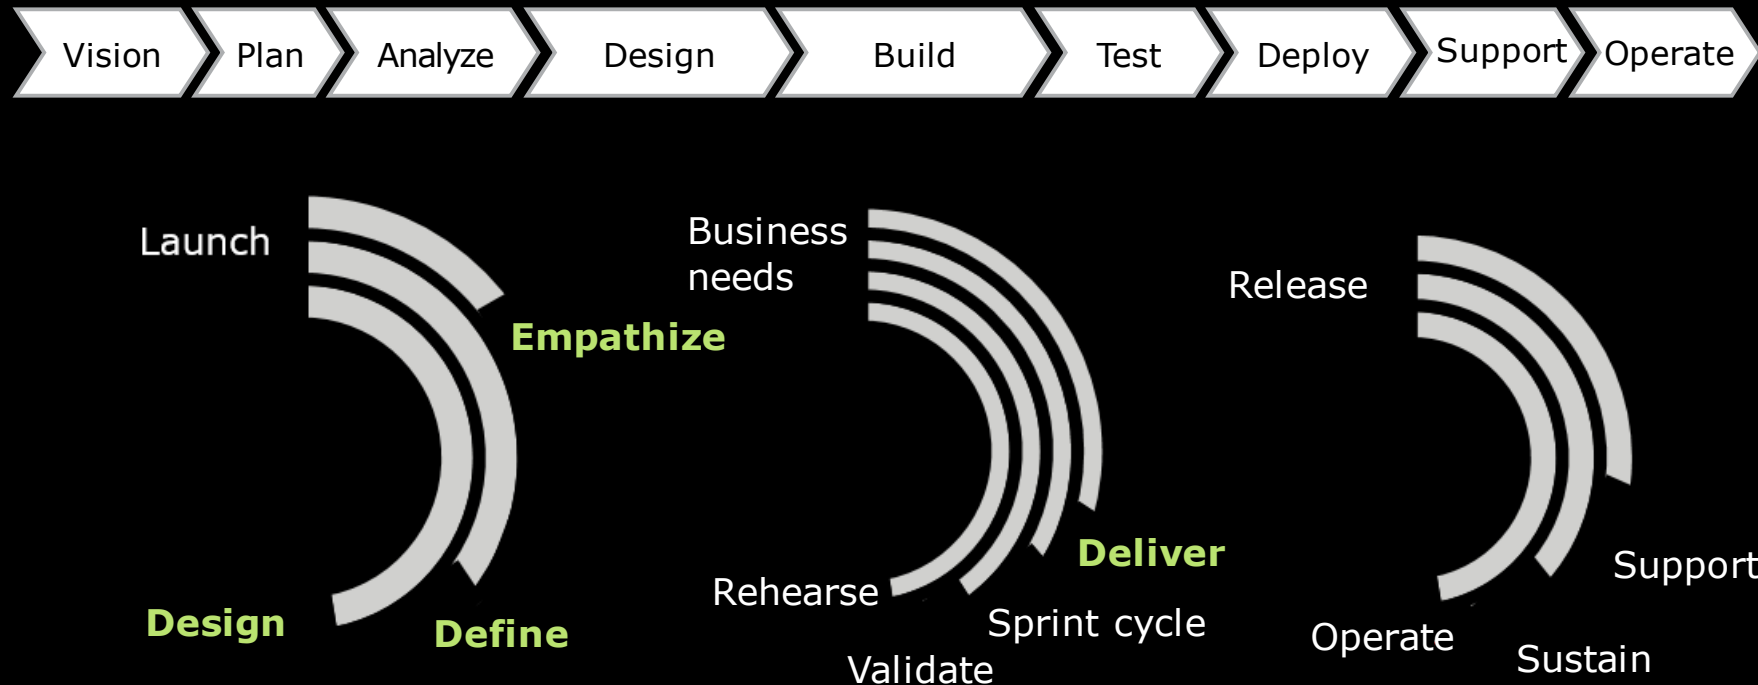 Vision
Plan
Analyze
Design
Build
Test
Deploy
Support
Operate
Launch
Empathize
Define
Design
Business
needs
Deliver
Sprint cycle
Validate
Rehearse
Release
Support
Sustain
Operate